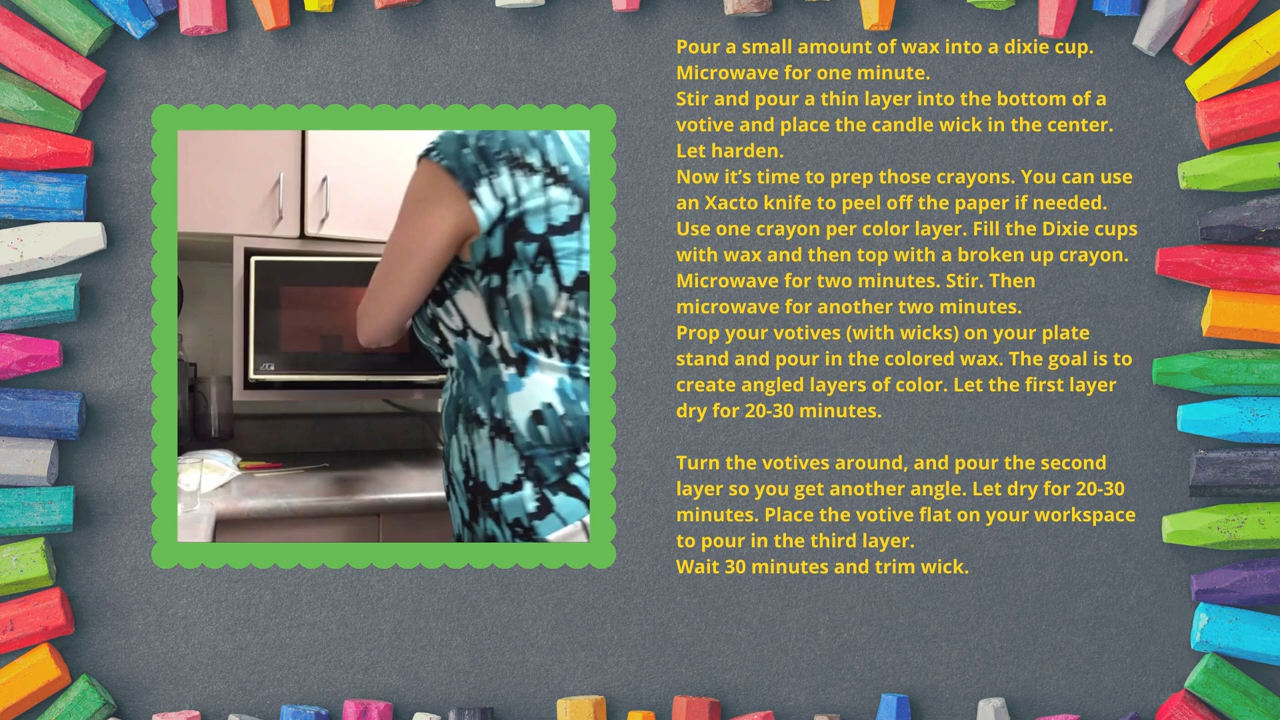 Pour a small amount of wax into a dixie cup.
Microwave for one minute.
Stir and pour a thin layer into the bottom of a
votive and place the candle wick in the center.
Let harden.
Now it’s time to prep those crayons. You can use
an Xacto knife to peel off the paper if needed.
Use one crayon per color layer. Fill the Dixie cups
with wax and then top with a broken up crayon.
Microwave for two minutes. Stir. Then
microwave for another two minutes.
Prop your votives (with wicks) on your plate
stand and pour in the colored wax. The goal is to
create angled layers of color. Let the first layer
dry for 20-30 minutes.
Turn the votives around, and pour the second
layer so you get another angle. Let dry for 20-30
minutes. Place the votive flat on your workspace
to pour in the third layer.
Wait 30 minutes and trim wick.